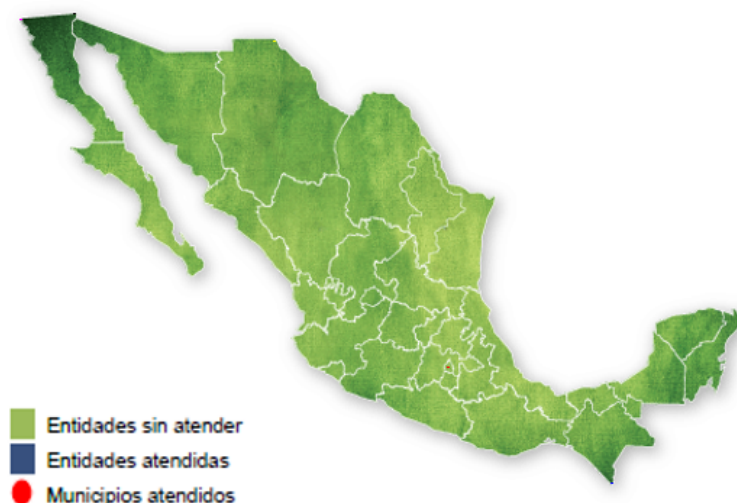 Entidades sin atender
Entidades atendidas
Municipios atendidos